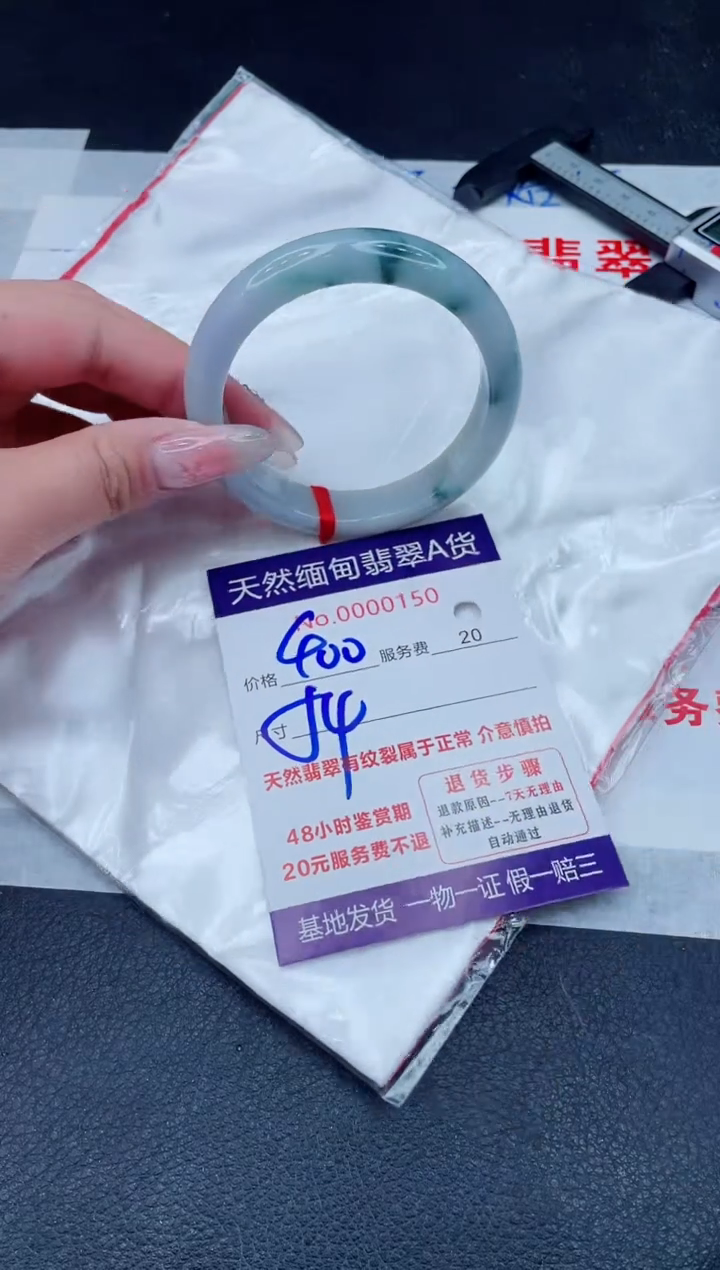 翡翠
天然缅甸翡翠A货
No.0000150
价格 400 服务费 20
尺寸 54
天然翡翠有纹裂属于正常 介意慎拍
48小时鉴赏期
20元服务费不退
退货步骤
退款原因--7天无理由
补充描述--无理由退货
自动通过
基地发货 一物一证 假一赔三
务